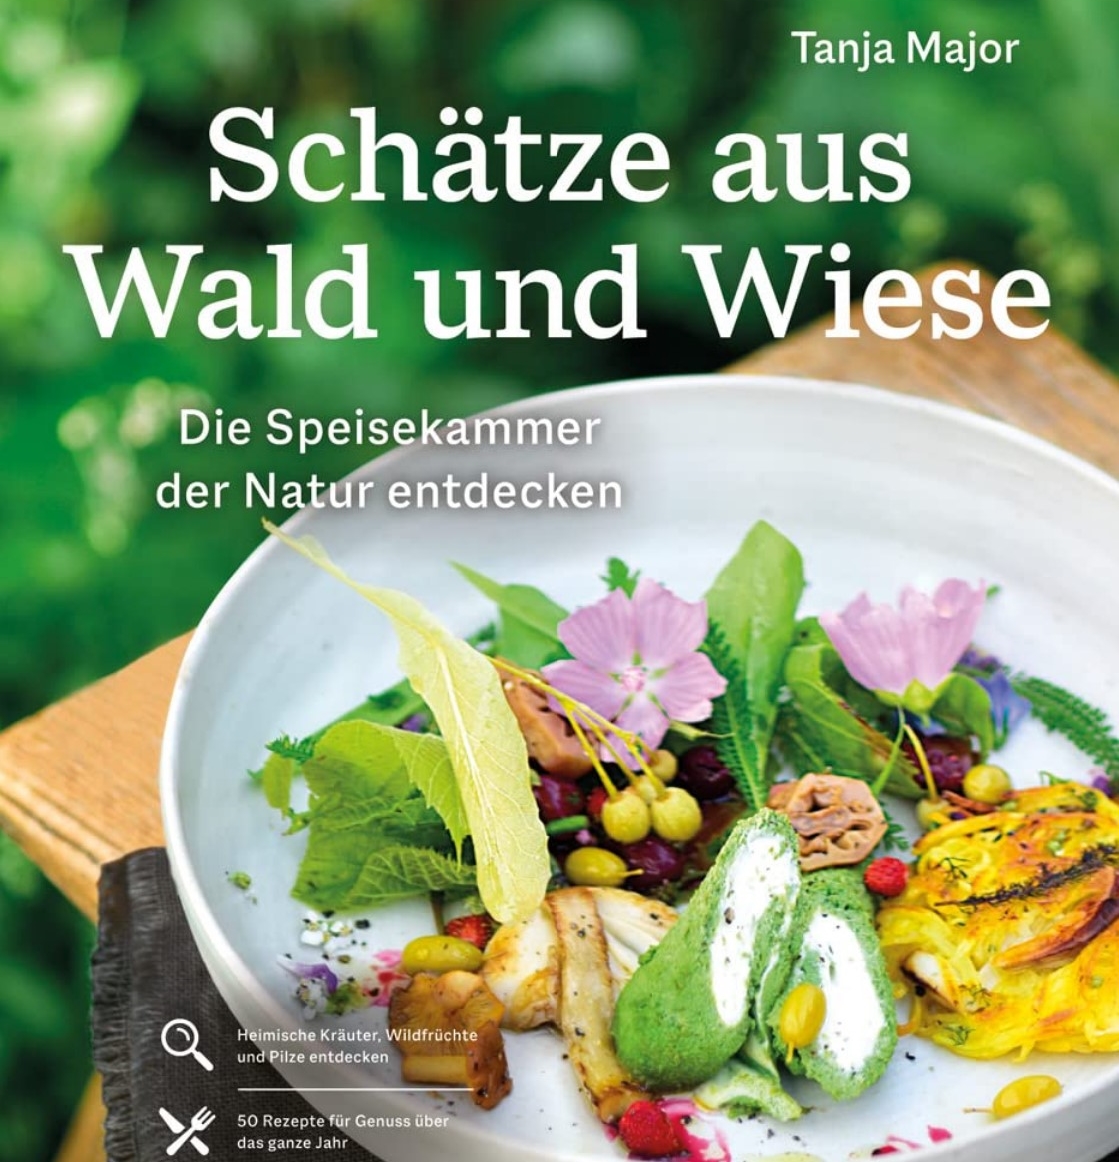 Tanja Major
Schätze aus
Wald und Wiese
Die Speisekammer
der Natur entdecken
Heimische Kräuter, Wildfrüchte
und Pilze entdecken
50 Rezepte für Genuss über
das ganze Jahr